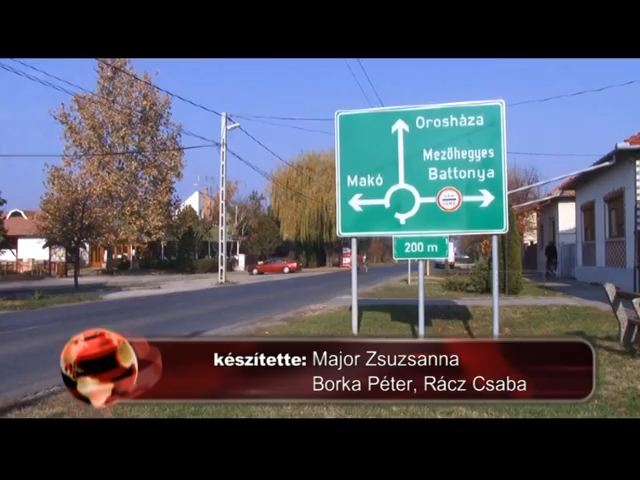 Orosháza
Mezőhegyes
Battonya
Makó
200 m
készítette: Major Zsuzsanna
Borka Péter, Rácz Csaba